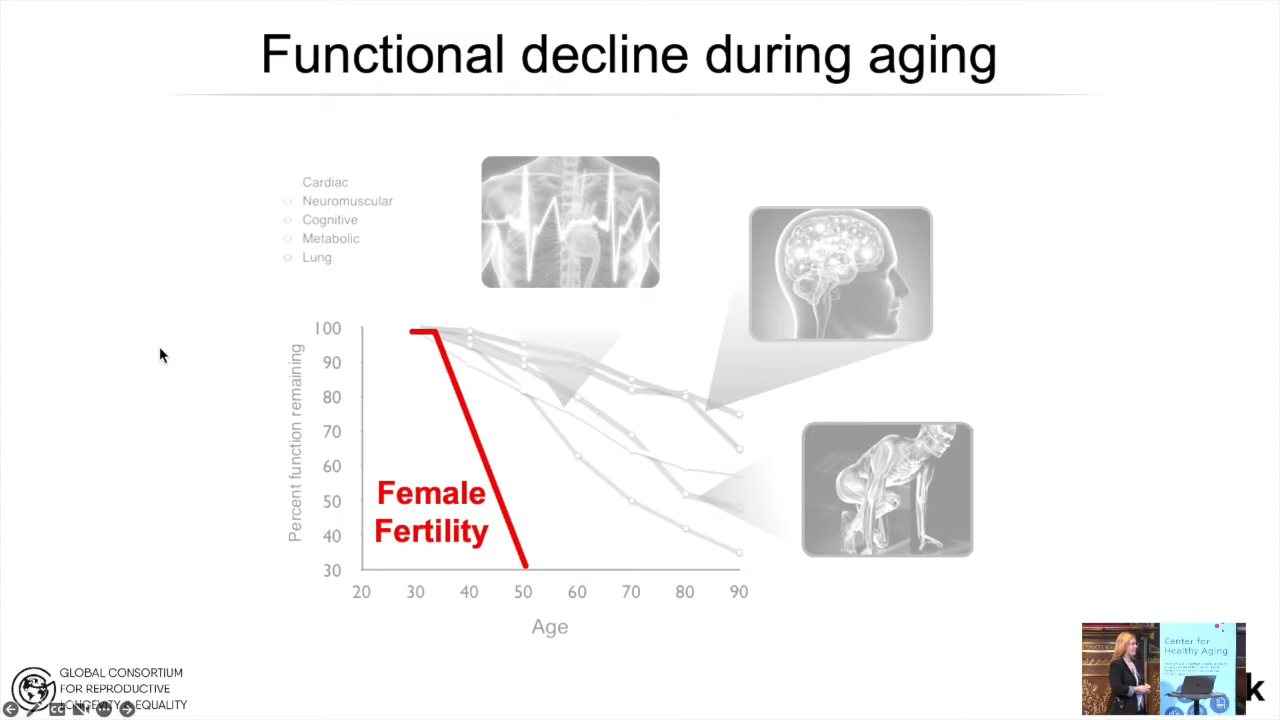 Functional decline during aging
Cardiac
Neuromuscular
Cognitive
Metabolic
Lung
Percent function remaining
100
90
80
70
60
50
40
30
20 30 40 50 60 70 80 90
Age
Female
Fertility
GLOBAL CONSORTIUM
FOR REPRODUCTIVE
LONGEVITY & EQUALITY
Center for
Healthy Aging
k